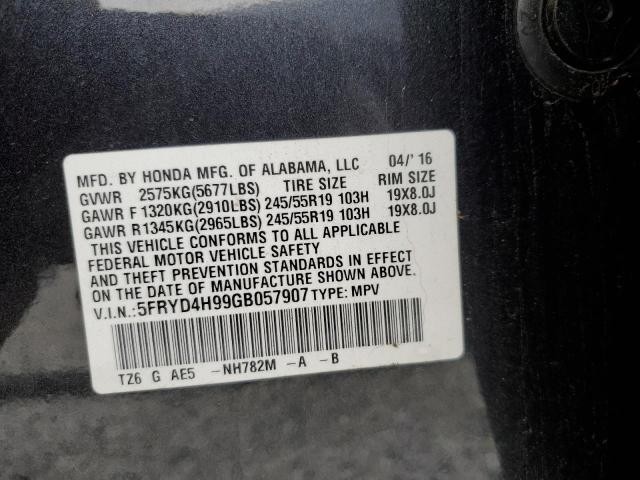 MFD. BY HONDA MFG. OF ALABAMA, LLC 04/'16
GVWR 2575KG(5677LBS) TIRE SIZE RIM SIZE
GAWR F 1320KG(2910LBS) 245/55R19 103H 19X8.0J
GAWR R1345KG(2965LBS) 245/55R19 103H 19X8.0J
THIS VEHICLE CONFORMS TO ALL APPLICABLE
FEDERAL MOTOR VEHICLE SAFETY
AND THEFT PREVENTION STANDARDS IN EFFECT
ON THE DATE OF MANUFACTURE SHOWN ABOVE.
V.I.N.: 5FRYD4H99GB057907 TYPE: MPV
TZ6 G AE5 -NH782M -A -B